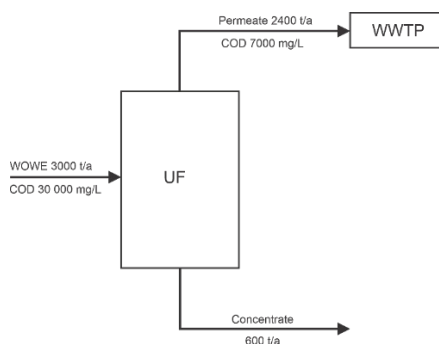 Permeate 2400 t/a
COD 7000 mg/L
WWTP
WOWE 3000 t/a
COD 30 000 mg/L
UF
Concentrate
600 t/a